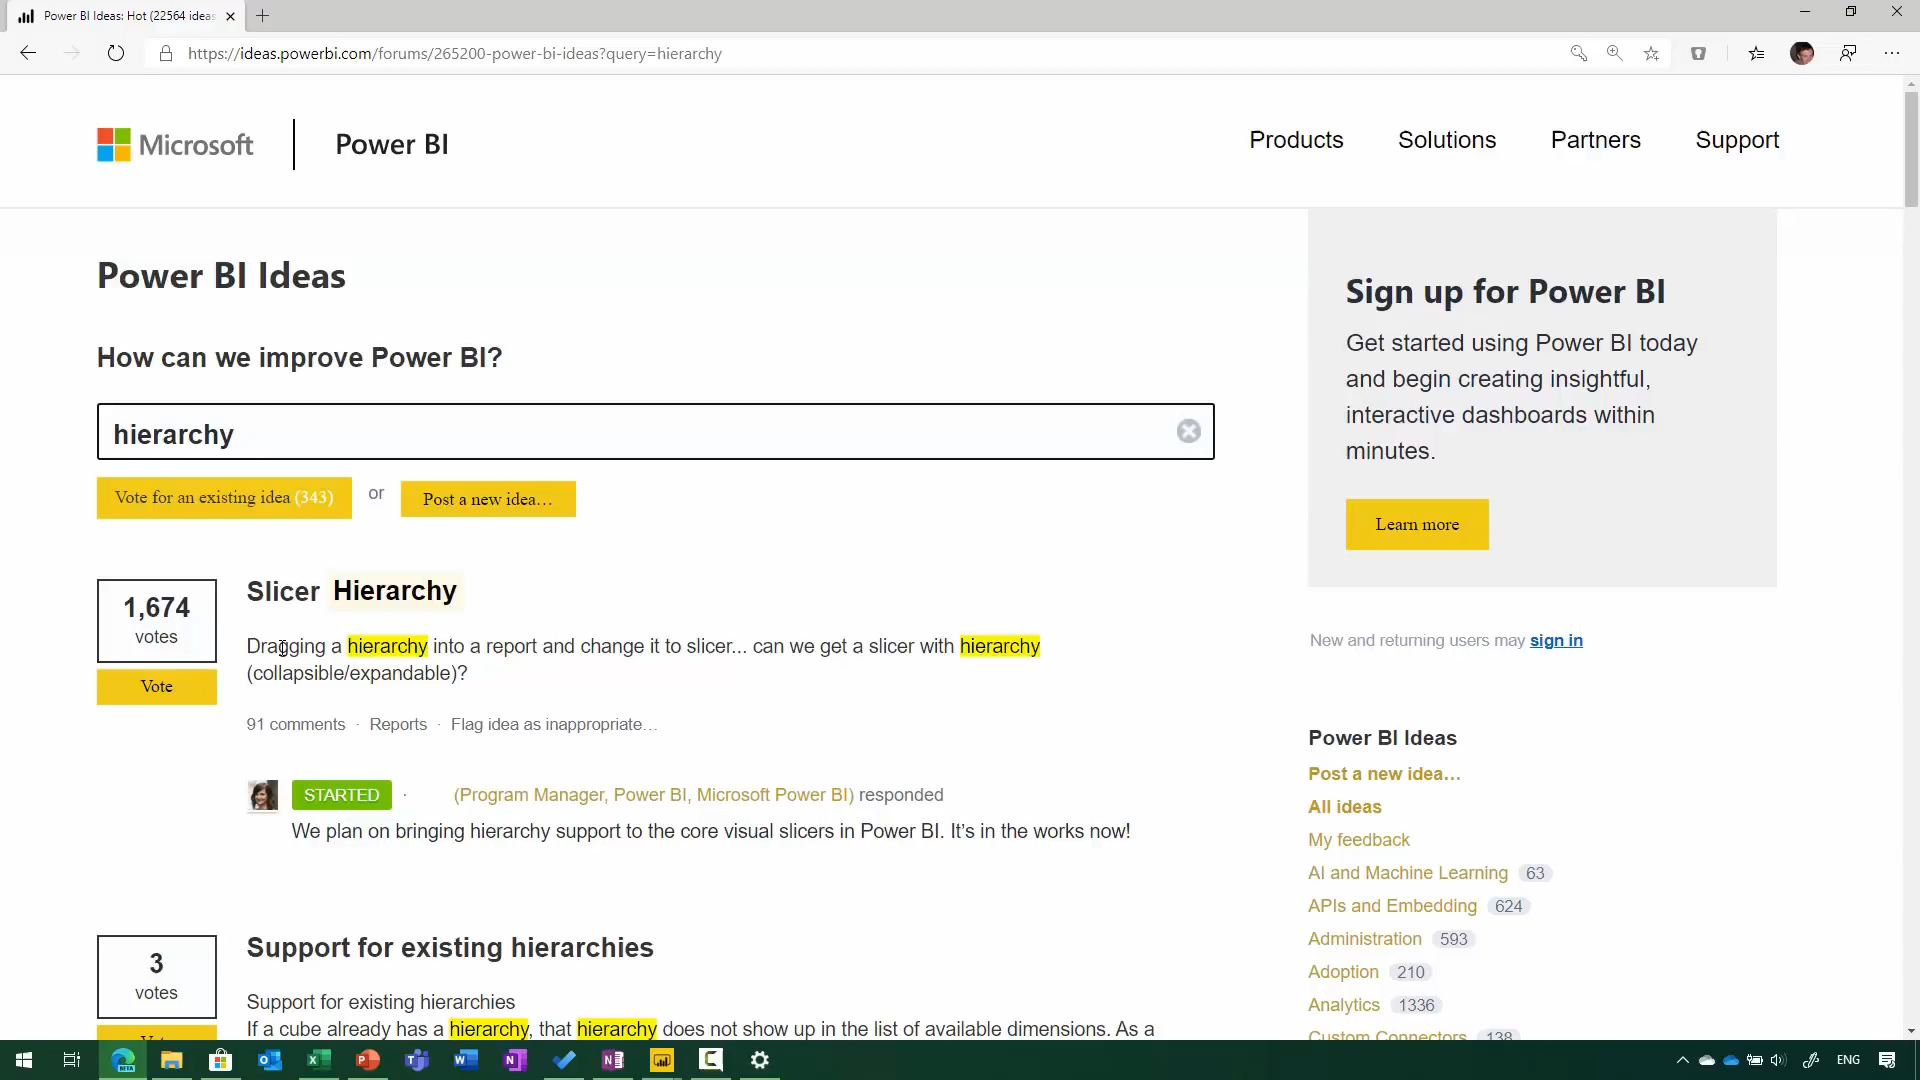 Power BI Ideas: Hot (22564 ideas
https://ideas.powerbi.com/forums/265200-power-bi-ideas?query=hierarchy
Microsoft
Power BI
Products
Solutions
Partners
Support
Power BI Ideas
How can we improve Power BI?
hierarchy
Vote for an existing idea (343)
or
Post a new idea…
1,674
votes
Vote
Slicer Hierarchy
Dragging a hierarchy into a report and change it to slicer... can we get a slicer with hierarchy
(collapsible/expandable)?
91 comments · Reports · Flag idea as inappropriate…
STARTED · (Program Manager, Power BI, Microsoft Power BI) responded
We plan on bringing hierarchy support to the core visual slicers in Power BI. It's in the works now!
3
votes
Vote
Support for existing hierarchies
Support for existing hierarchies
If a cube already has a hierarchy, that hierarchy does not show up in the list of available dimensions. As a
Sign up for Power BI
Get started using Power BI today
and begin creating insightful,
interactive dashboards within
minutes.
Learn more
New and returning users may sign in
Power BI Ideas
Post a new idea…
All ideas
My feedback
AI and Machine Learning 63
APIs and Embedding 624
Administration 593
Adoption 210
Analytics 1336
Custom Connectors 138
BETA
ENG